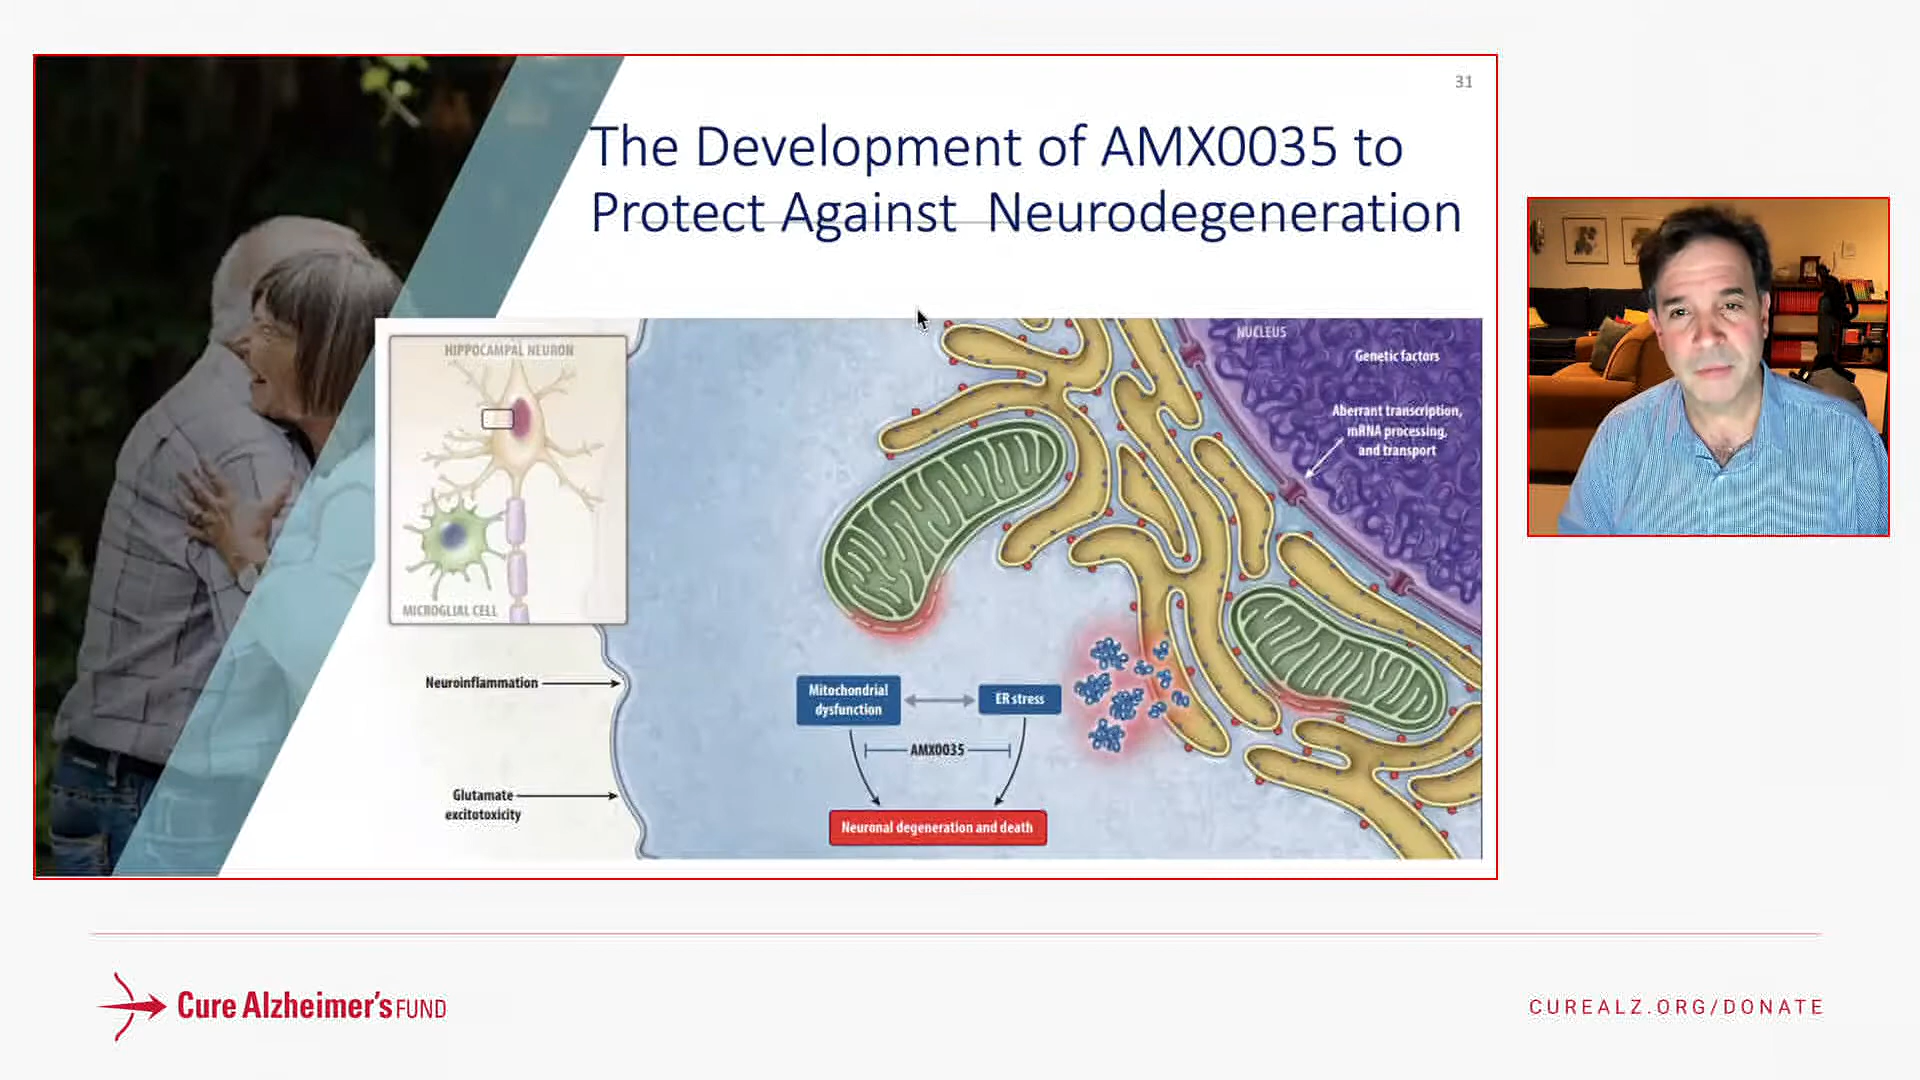 31
The Development of AMX0035 to
Protect Against Neurodegeneration
HIPPOCAMPAL NEURON
MICROGLIAL CELL
NUCLEUS
Genetic factors
Aberrant transcription,
mRNA processing,
and transport
Neuroinflammation
Glutamate
excitotoxicity
Mitochondrial
dysfunction
ER stress
AMX0035
Neuronal degeneration and death
Cure Alzheimer's FUND
CUREALZ.ORG/DONATE